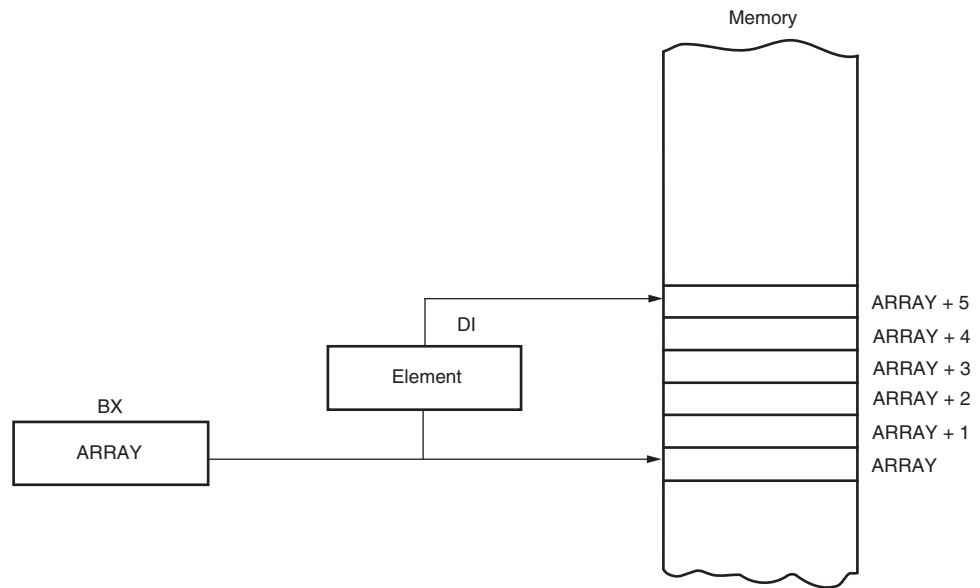 Memory
ARRAY + 5
DI
ARRAY + 4
Element
ARRAY + 3
ARRAY + 2
BX
ARRAY + 1
ARRAY
ARRAY